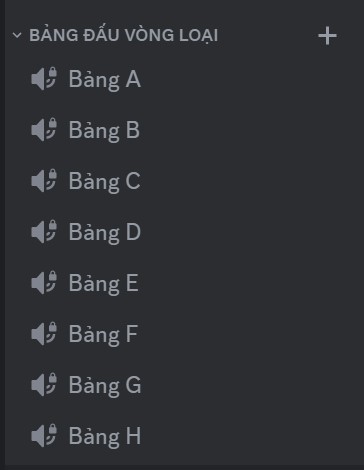 BẢNG ĐẤU VÒNG LOẠI
Bảng A
Bảng B
Bảng C
Bảng D
Bảng E
Bảng F
Bảng G
Bảng H